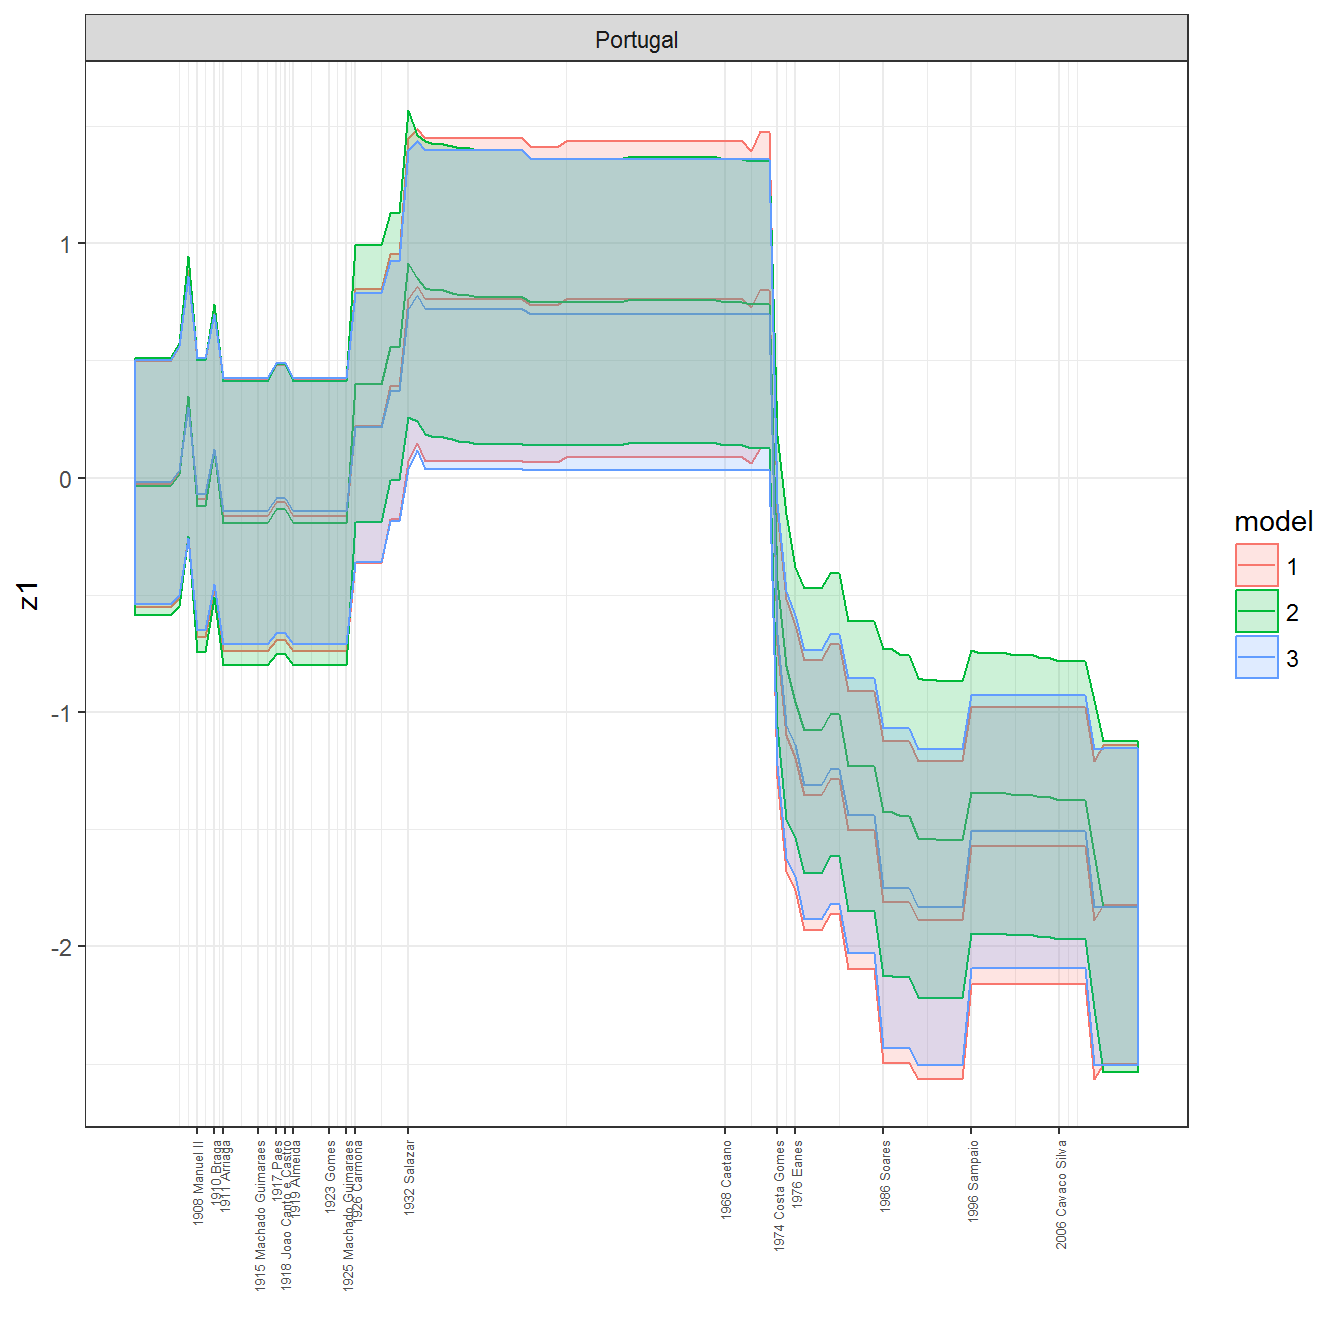 Portugal
z1
1
0
-1
-2
1908 Manuel II
1910 Braga
1911 Arriaga
1915 Machado Guimaraes
1917 Paes
1918 Joao Canto e Castro
1919 Almeida
1923 Gomes
1925 Machado Guimaraes
1926 Carmona
1932 Salazar
1968 Caetano
1974 Costa Gomes
1976 Eanes
1986 Soares
1996 Sampaio
2006 Cavaco Silva
model
1
2
3